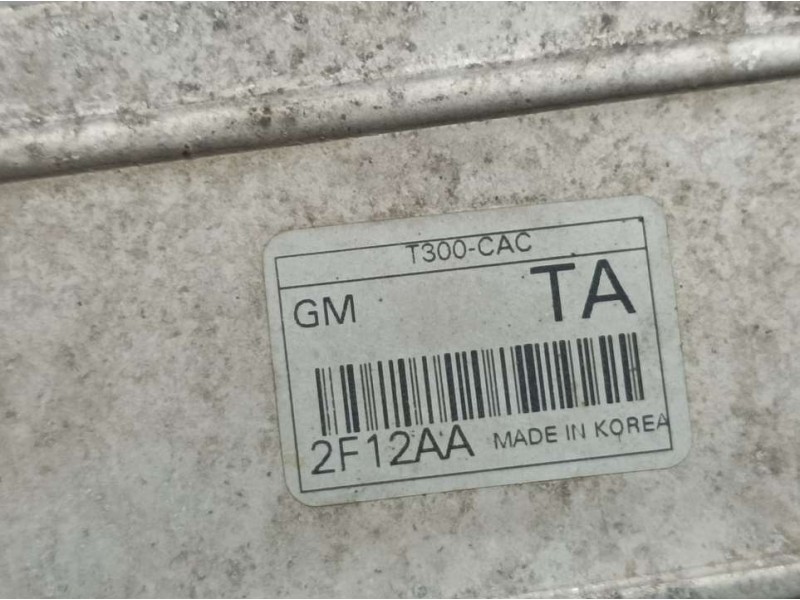 T300-CAC
GM TA
2F12AA MADE IN KOREA